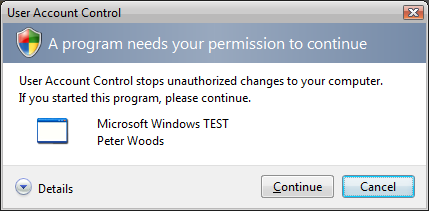 User Account Control
A program needs your permission to continue
User Account Control stops unauthorized changes to your computer.
If you started this program, please continue.
Microsoft Windows TEST
Peter Woods
Details
Continue
Cancel